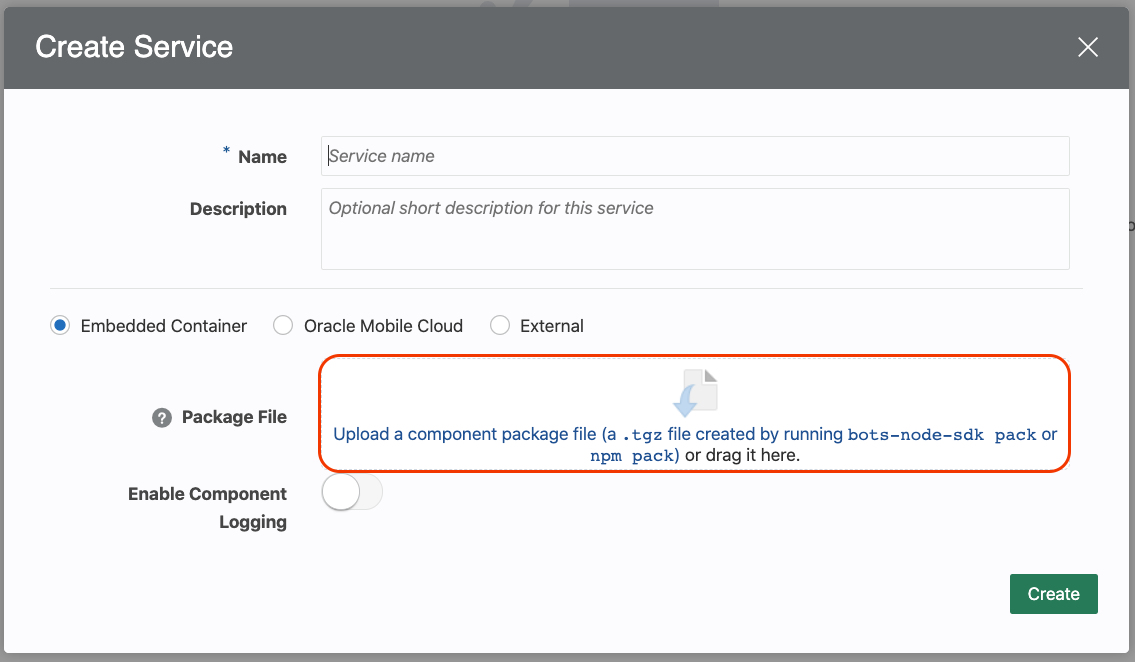 Create Service
* Name
Service name
Description
Optional short description for this service
Embedded Container
Oracle Mobile Cloud
External
? Package File
Upload a component package file (a .tgz file created by running bots-node-sdk pack or
npm pack) or drag it here.
Enable Component
Logging
Create